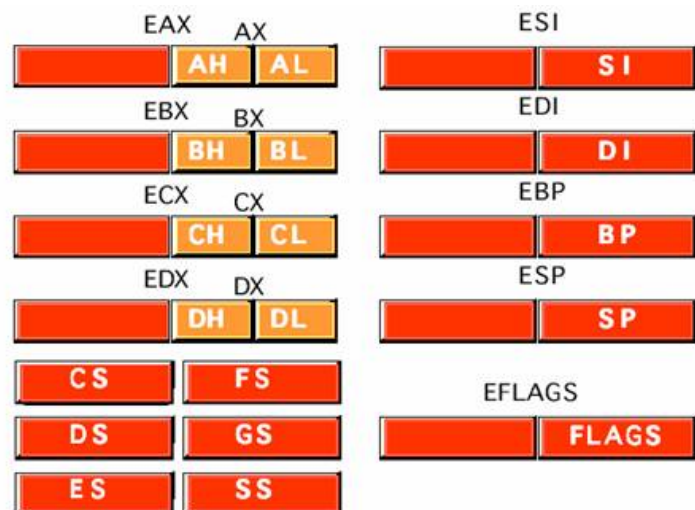 EAX AX ESI
AH AL SI
EBX BX EDI
BH BL DI
ECX CX EBP
CH CL BP
EDX DX ESP
DH DL SP
CS FS
EFLAGS
DS GS FLAGS
ES SS